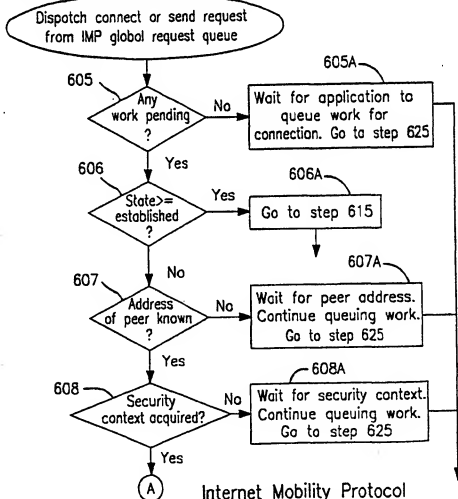 Dispatch connect or send request
from IMP global request queue
605
Any
work pending
?
No
Yes
605A
Wait for application to
queue work for
connection. Go to step 625
606
State>=
established
?
Yes
No
606A
Go to step 615
607
Address
of peer known
?
No
Yes
607A
Wait for peer address.
Continue queuing work.
Go to step 625
608
Security
context acquired?
No
Yes
608A
Wait for security context.
Continue queuing work.
Go to step 625
A
Internet Mobility Protocol